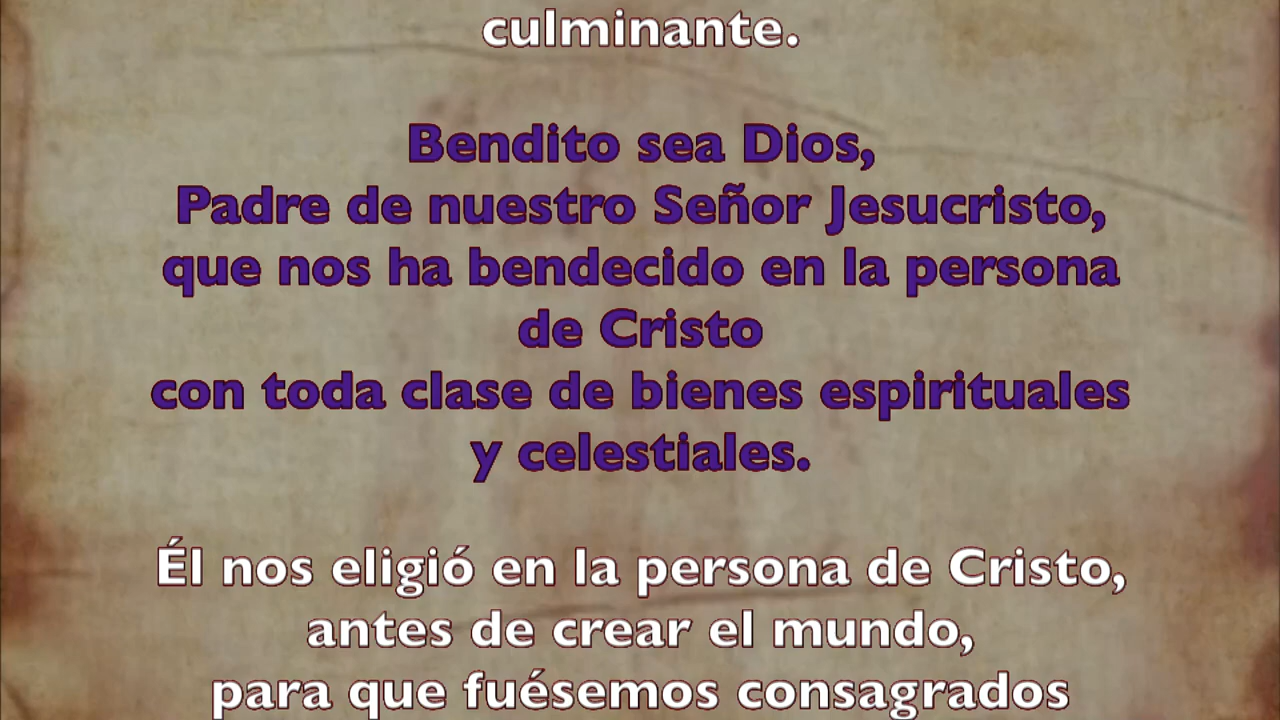 culminante.
Bendito sea Dios,
Padre de nuestro Señor Jesucristo,
que nos ha bendecido en la persona
de Cristo
con toda clase de bienes espirituales
y celestiales.
Él nos eligió en la persona de Cristo,
antes de crear el mundo,
para que fuésemos consagrados